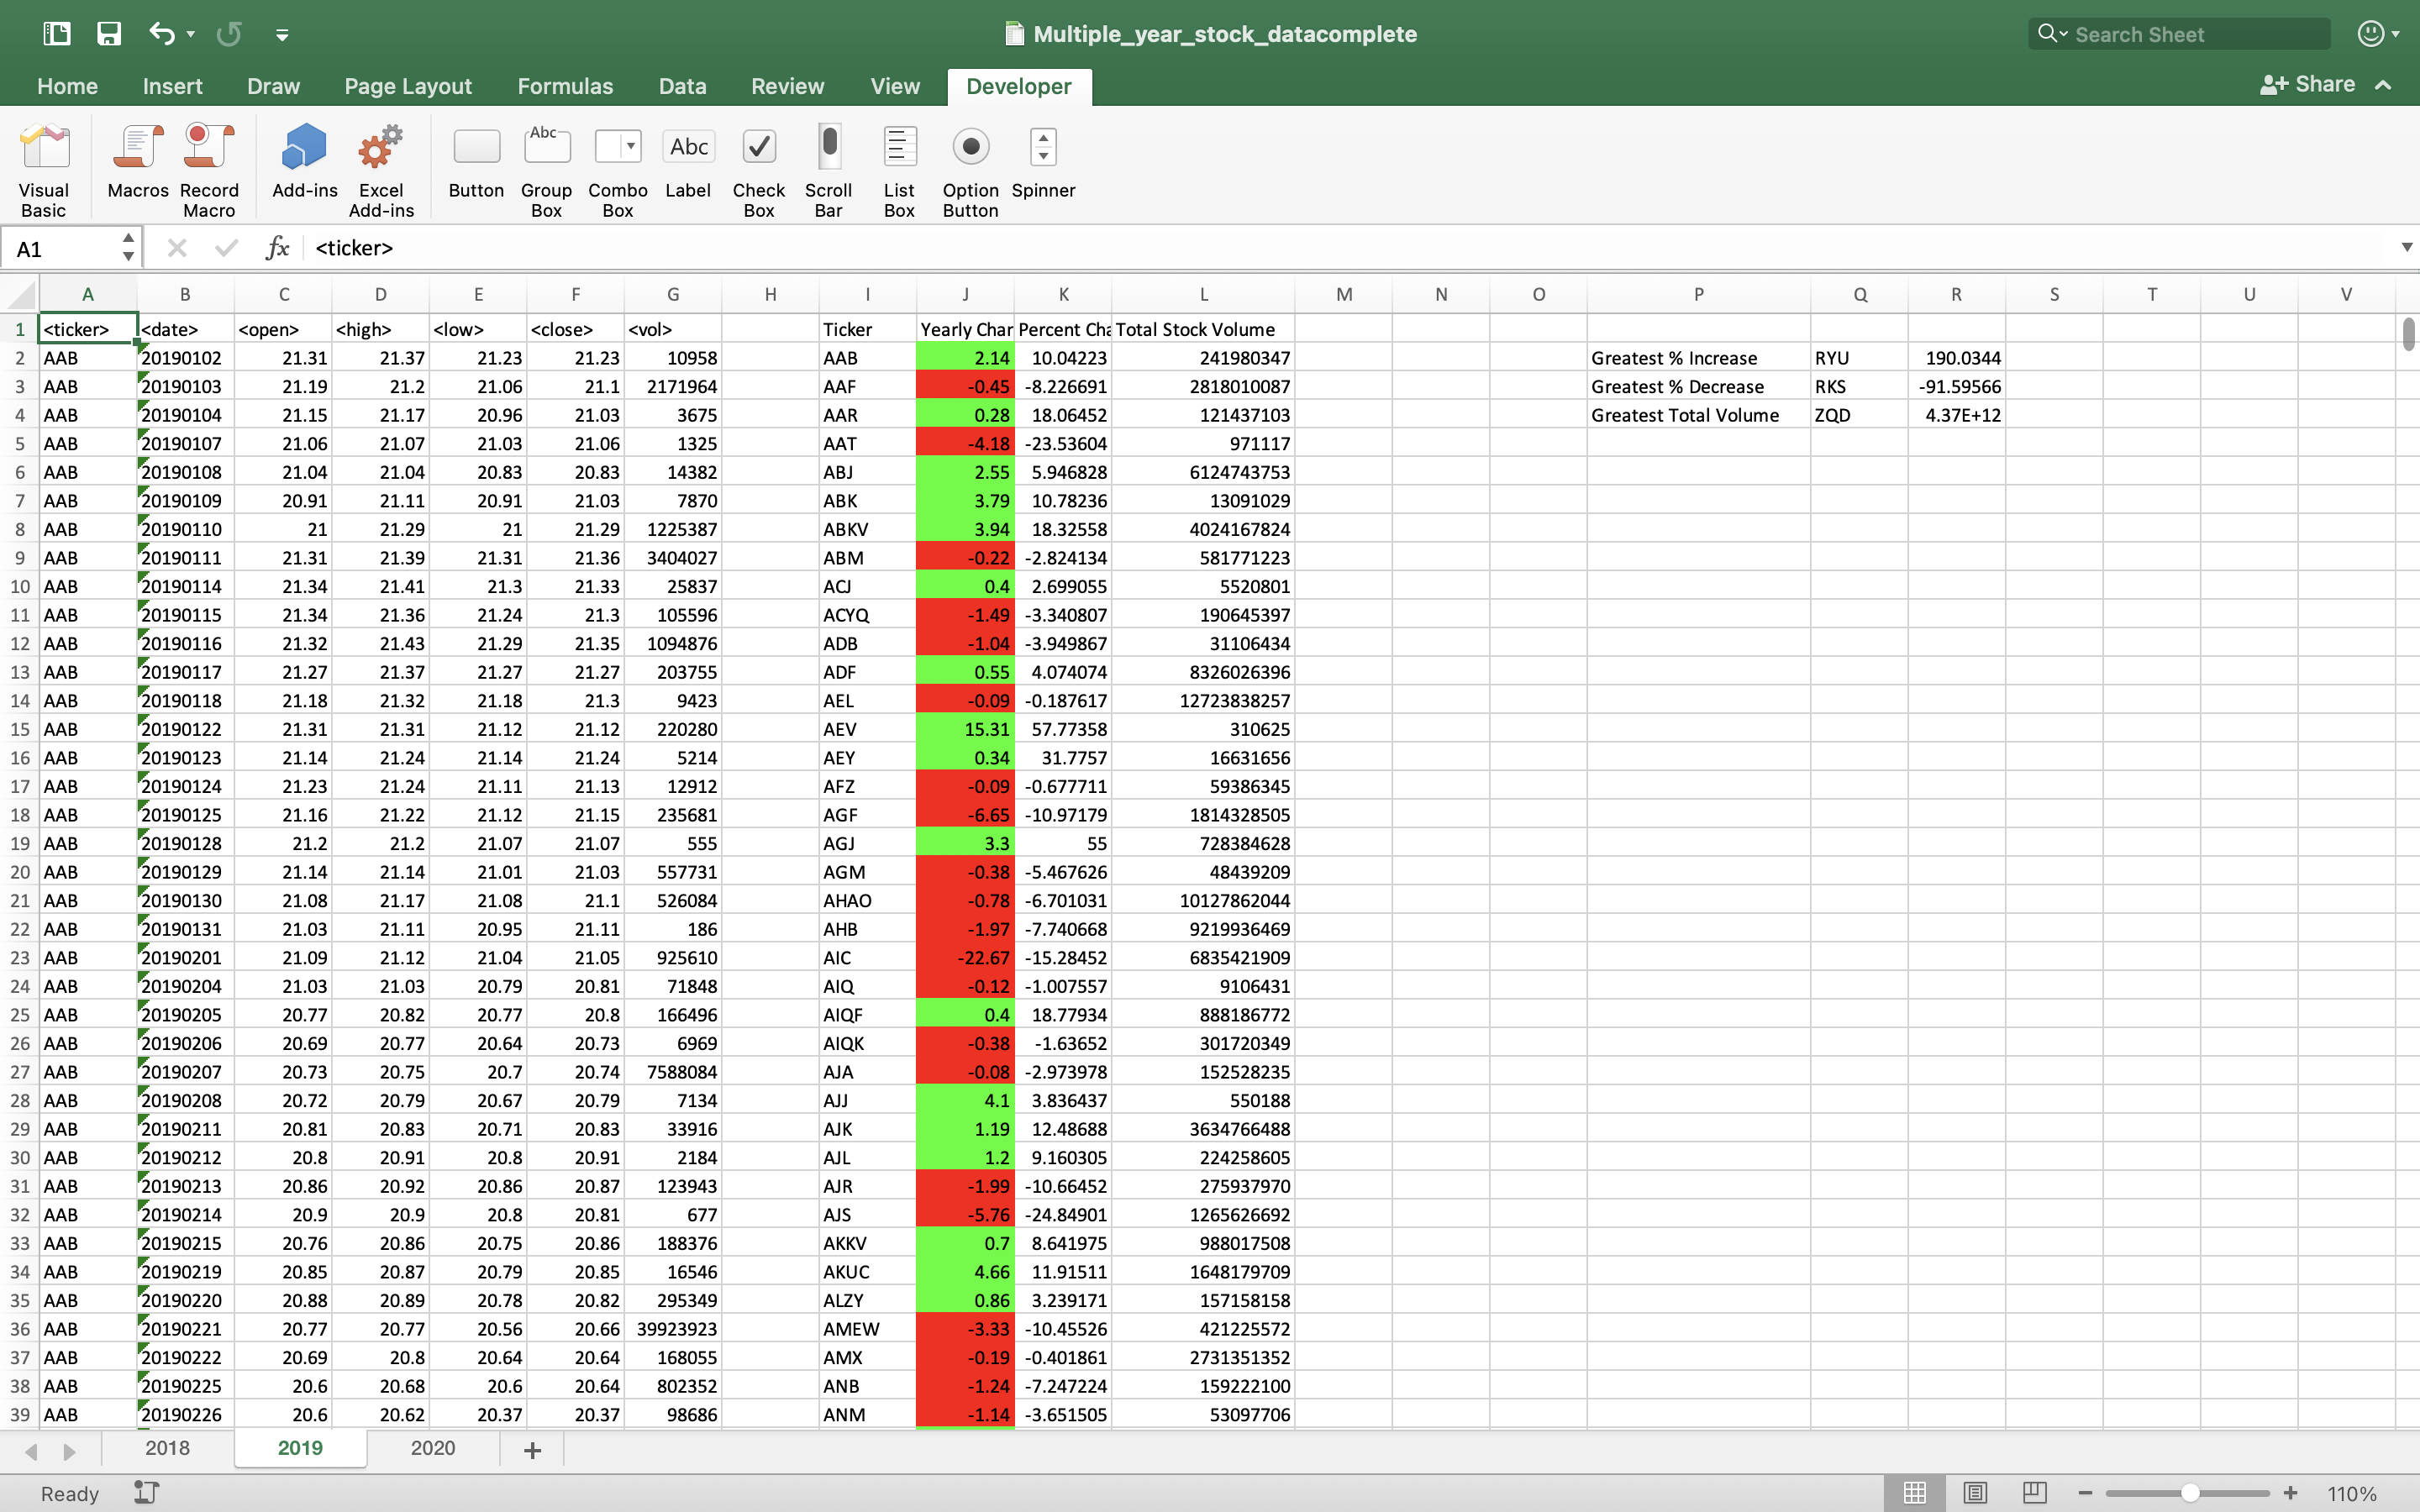 Multiple_year_stock_datacomplete
Search Sheet
Home Insert Draw Page Layout Formulas Data Review View Developer Share
Visual Basic Macros Record Macro Add-ins Excel Add-ins Button Abc Group Box Combo Box Abc Label Check Box Scroll Bar List Box Option Button Spinner
A1 fx <ticker>
A B C D E F G H I J K L M N O P Q R S T U V
1 <ticker> <date> <open> <high> <low> <close> <vol> Ticker Yearly Char Percent Cha Total Stock Volume
2 AAB 20190102 21.31 21.37 21.23 21.23 10958 AAB 2.14 10.04223 241980347 Greatest % Increase RYU 190.0344
3 AAB 20190103 21.19 21.2 21.06 21.1 2171964 AAF -0.45 -8.226691 2818010087 Greatest % Decrease RKS -91.59566
4 AAB 20190104 21.15 21.17 20.96 21.03 3675 AAR 0.28 18.06452 121437103 Greatest Total Volume ZQD 4.37E+12
5 AAB 20190107 21.06 21.07 21.03 21.06 1325 AAT -4.18 -23.53604 971117
6 AAB 20190108 21.04 21.04 20.83 20.83 14382 ABJ 2.55 5.946828 6124743753
7 AAB 20190109 20.91 21.11 20.91 21.03 7870 ABK 3.79 10.78236 13091029
8 AAB 20190110 21 21.29 21 21.29 1225387 ABKV 3.94 18.32558 4024167824
9 AAB 20190111 21.31 21.39 21.31 21.36 3404027 ABM -0.22 -2.824134 581771223
10 AAB 20190114 21.34 21.41 21.3 21.33 25837 ACJ 0.4 2.699055 5520801
11 AAB 20190115 21.34 21.36 21.24 21.3 105596 ACYQ -1.49 -3.340807 190645397
12 AAB 20190116 21.32 21.43 21.29 21.35 1094876 ADB -1.04 -3.949867 31106434
13 AAB 20190117 21.27 21.37 21.27 21.27 203755 ADF 0.55 4.074074 8326026396
14 AAB 20190118 21.18 21.32 21.18 21.3 9423 AEL -0.09 -0.187617 12723838257
15 AAB 20190122 21.31 21.31 21.12 21.12 220280 AEV 15.31 57.77358 310625
16 AAB 20190123 21.14 21.24 21.14 21.24 5214 AEY 0.34 31.7757 16631656
17 AAB 20190124 21.23 21.24 21.11 21.13 12912 AFZ -0.09 -0.677711 59386345
18 AAB 20190125 21.16 21.22 21.12 21.15 235681 AGF -6.65 -10.97179 1814328505
19 AAB 20190128 21.2 21.2 21.07 21.07 555 AGJ 3.3 55 728384628
20 AAB 20190129 21.14 21.14 21.01 21.03 557731 AGM -0.38 -5.467626 48439209
21 AAB 20190130 21.08 21.17 21.08 21.1 526084 AHAO -0.78 -6.701031 10127862044
22 AAB 20190131 21.03 21.11 20.95 21.11 186 AHB -1.97 -7.740668 9219936469
23 AAB 20190201 21.09 21.12 21.04 21.05 925610 AIC -22.67 -15.28452 6835421909
24 AAB 20190204 21.03 21.03 20.79 20.81 71848 AIQ -0.12 -1.007557 9106431
25 AAB 20190205 20.77 20.82 20.77 20.8 166496 AIQF 0.4 18.77934 888186772
26 AAB 20190206 20.69 20.77 20.64 20.73 6969 AIQK -0.38 -1.63652 301720349
27 AAB 20190207 20.73 20.75 20.7 20.74 7588084 AJA -0.08 -2.973978 152528235
28 AAB 20190208 20.72 20.79 20.67 20.79 7134 AJJ 4.1 3.836437 550188
29 AAB 20190211 20.81 20.83 20.71 20.83 33916 AJK 1.19 12.48688 3634766488
30 AAB 20190212 20.8 20.91 20.8 20.91 2184 AJL 1.2 9.160305 224258605
31 AAB 20190213 20.86 20.92 20.86 20.87 123943 AJR -1.99 -10.66452 275937970
32 AAB 20190214 20.9 20.9 20.8 20.81 677 AJS -5.76 -24.84901 1265626692
33 AAB 20190215 20.76 20.86 20.75 20.86 188376 AKKV 0.7 8.641975 988017508
34 AAB 20190219 20.85 20.87 20.79 20.85 16546 AKUC 4.66 11.91511 1648179709
35 AAB 20190220 20.88 20.89 20.78 20.82 295349 ALZY 0.86 3.239171 157158158
36 AAB 20190221 20.77 20.77 20.56 20.66 39923923 AMEW -3.33 -10.45526 421225572
37 AAB 20190222 20.69 20.8 20.64 20.64 168055 AMX -0.19 -0.401861 2731351352
38 AAB 20190225 20.6 20.68 20.6 20.64 802352 ANB -1.24 -7.247224 159222100
39 AAB 20190226 20.6 20.62 20.37 20.37 98686 ANM -1.14 -3.651505 53097706
2018 2019 2020 +
Ready 110%